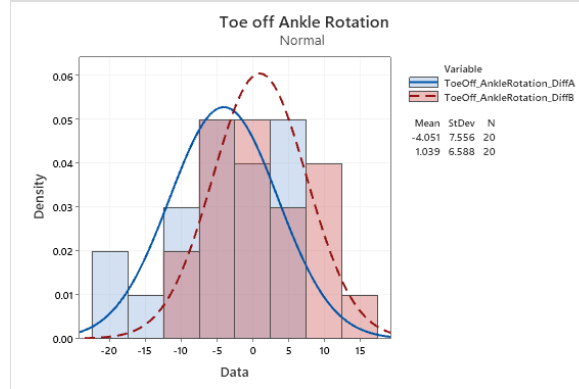 Toe off Ankle Rotation
Normal
Variable
ToeOff_AnkleRotation_DiffA
ToeOff_AnkleRotation_DiffB
Mean StDev N
-4.051 7.556 20
1.039 6.588 20
Density
0.06
0.05
0.04
0.03
0.02
0.01
0.00
-20 -15 -10 -5 0 5 10 15
Data